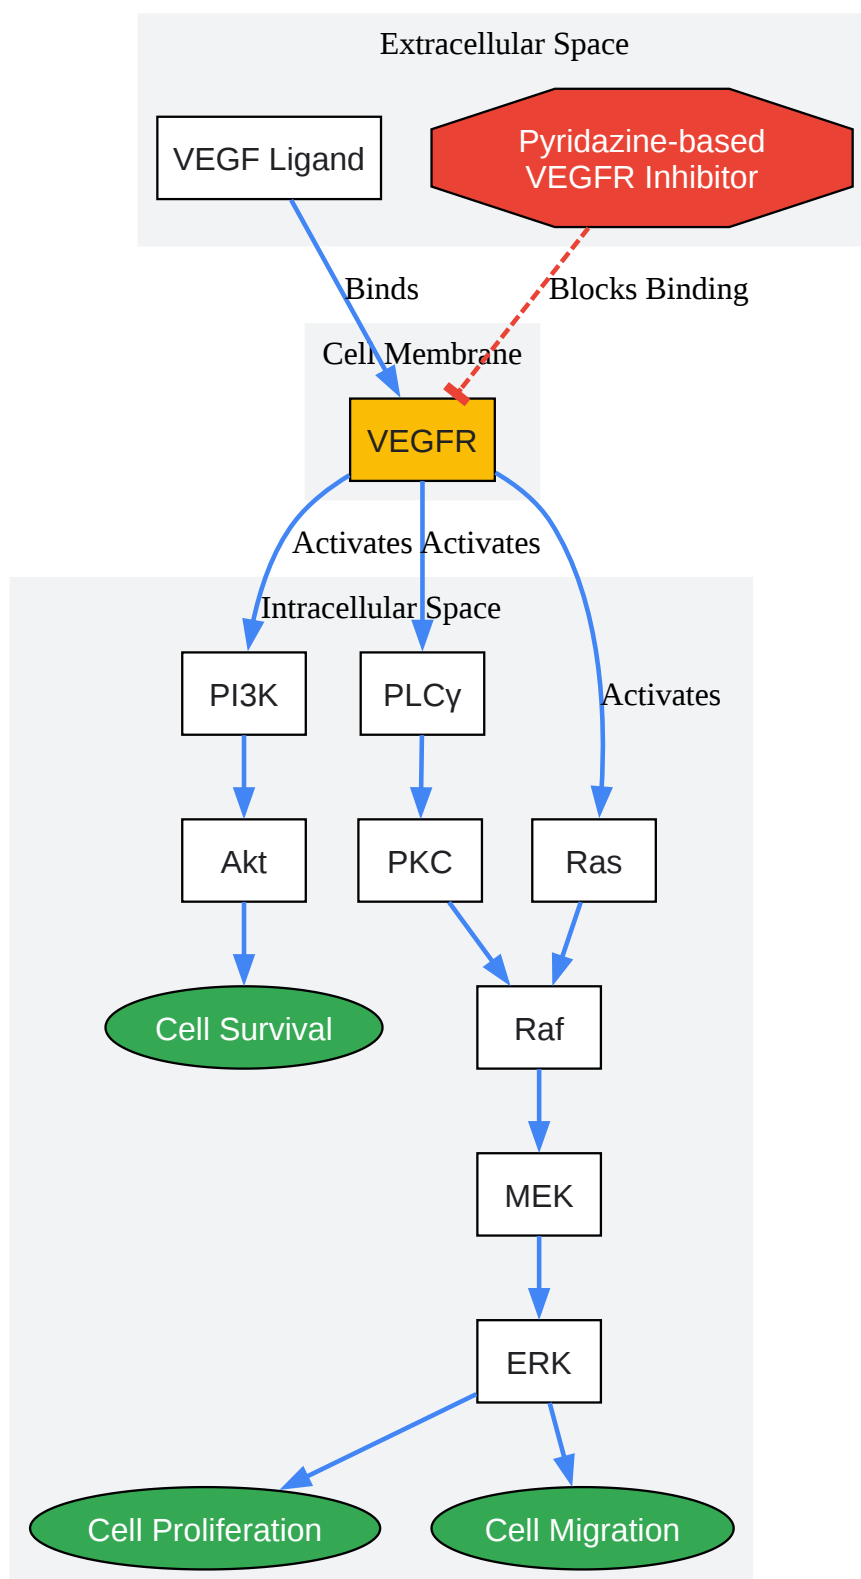 Extracellular Space
VEGF Ligand
Pyridazine-based
VEGFR Inhibitor
Binds
Blocks Binding
Cell Membrane
VEGFR
Activates
Activates
Intracellular Space
PI3K
PLCγ
Activates
Akt
PKC
Ras
Cell Survival
Raf
MEK
ERK
Cell Proliferation
Cell Migration